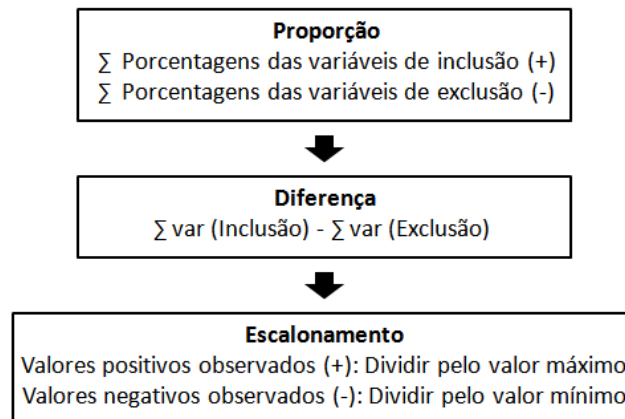 Proporção
∑ Porcentagens das variáveis de inclusão (+)
∑ Porcentagens das variáveis de exclusão (-)
Diferença
∑ var (Inclusão) - ∑ var (Exclusão)
Escalonamento
Valores positivos observados (+): Dividir pelo valor máximo
Valores negativos observados (-): Dividir pelo valor mínimo